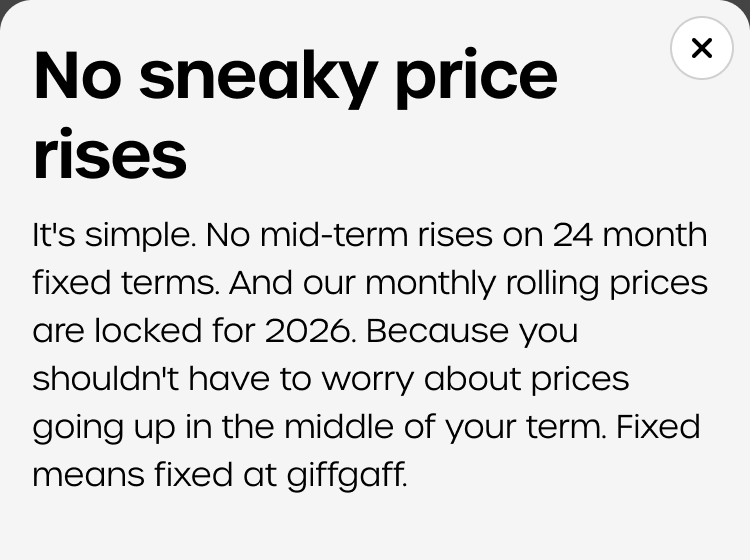 No sneaky price
rises
It's simple. No mid-term rises on 24 month
fixed terms. And our monthly rolling prices
are locked for 2026. Because you
shouldn't have to worry about prices
going up in the middle of your term. Fixed
means fixed at giffgaff.